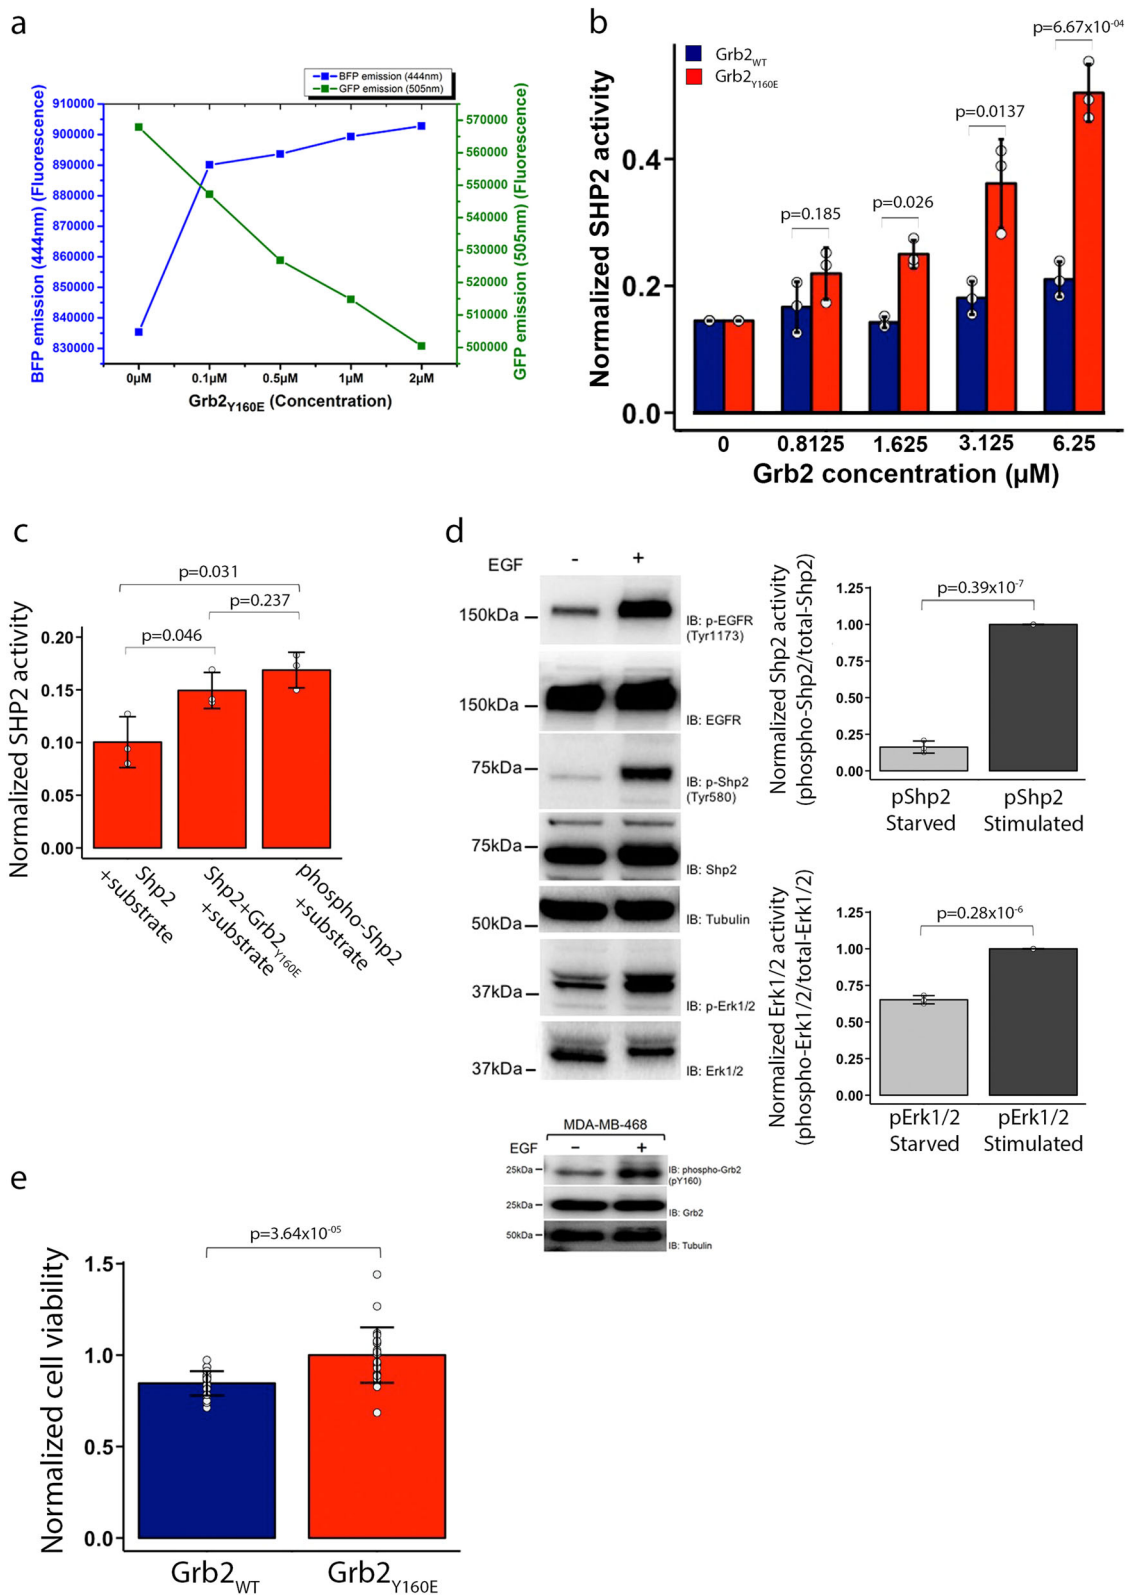 a
BFP emission (444nm)
GFP emission (505nm)
BFP emission (444nm) (Fluorescence)
910000
900000
890000
880000
870000
860000
850000
840000
830000
570000
560000
550000
540000
530000
520000
510000
500000
GFP emission (505nm) (Fluorescence)
0µM 0.1µM 0.5µM 1µM 2µM
Grb2Y160E (Concentration)
b
Grb2WT
Grb2Y160E
p=6.67x10-04
p=0.0137
p=0.026
p=0.185
Normalized SHP2 activity
0.4
0.2
0.0
0 0.8125 1.625 3.125 6.25
Grb2 concentration (µM)
c
p=0.031
p=0.237
p=0.046
Normalized SHP2 activity
0.20
0.15
0.10
0.05
0.00
Shp2
+substrate
Shp2+Grb2Y160E
+substrate
phospho-Shp2
+substrate
d
EGF - +
150kDa
IB: p-EGFR
(Tyr1173)
150kDa
IB: EGFR
75kDa
IB: p-Shp2
(Tyr580)
75kDa
IB: Shp2
50kDa
IB: Tubulin
37kDa
IB: p-Erk1/2
37kDa
IB: Erk1/2
MDA-MB-468
EGF - +
25kDa
IB: phospho-Grb2
(pY160)
25kDa
IB: Grb2
50kDa
IB: Tubulin
Normalized Shp2 activity
(phospho-Shp2/total-Shp2)
p=0.39x10-7
1.25
1.00
0.75
0.50
0.25
0.00
pShp2
Starved
pShp2
Stimulated
Normalized Erk1/2 activity
(phospho-Erk1/2/total-Erk1/2)
p=0.28x10-6
1.25
1.00
0.75
0.50
0.25
0.00
pErk1/2
Starved
pErk1/2
Stimulated
e
p=3.64x10-05
Normalized cell viability
1.5
1.0
0.5
0.0
Grb2WT
Grb2Y160E